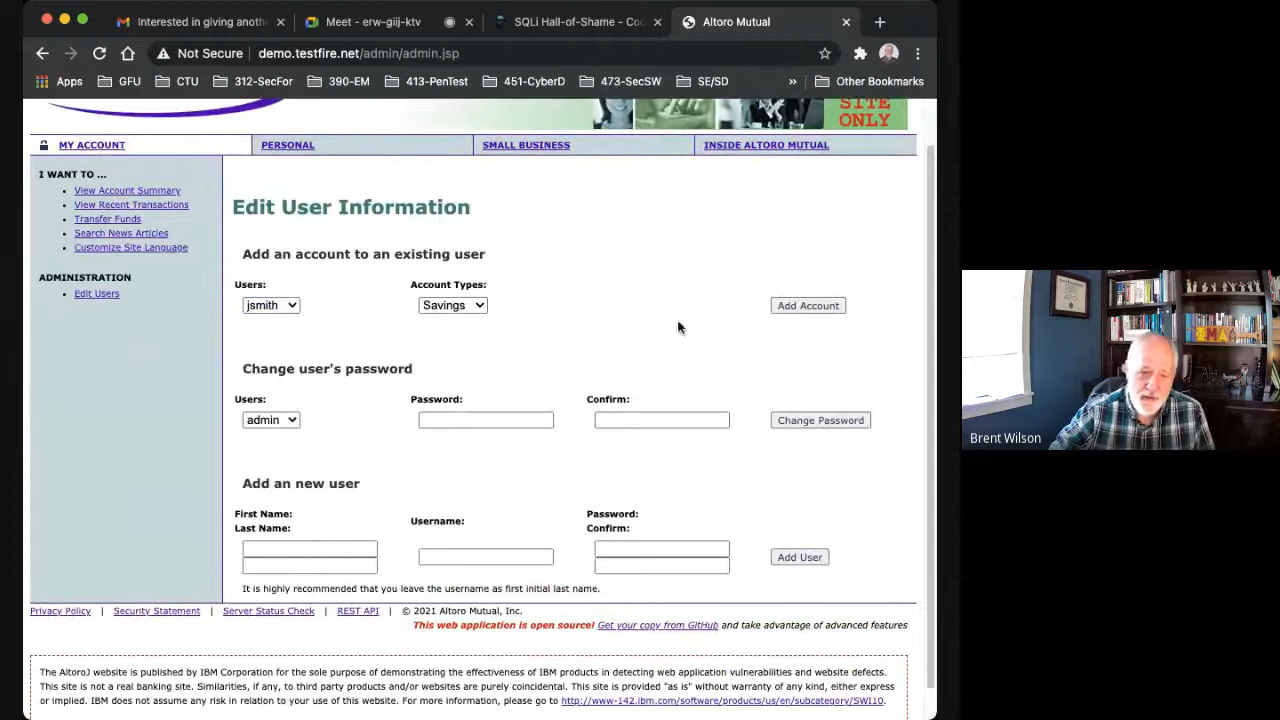 Interested in giving anoth
Meet - erw-giij-ktv
SQLi Hall-of-Shame - Co
Altoro Mutual
Not Secure
demo.testfire.net/admin/admin.jsp
Apps
GFU
CTU
312-SecFor
390-EM
413-PenTest
451-CyberD
473-SecSW
SE/SD
»
Other Bookmarks
SITE
ONLY
MY ACCOUNT
PERSONAL
SMALL BUSINESS
INSIDE ALTORO MUTUAL
I WANT TO ...
View Account Summary
View Recent Transactions
Transfer Funds
Search News Articles
Customize Site Language
ADMINISTRATION
Edit Users
Edit User Information
Add an account to an existing user
Users:
Account Types:
jsmith
Savings
Add Account
Change user's password
Users:
Password:
Confirm:
admin
Change Password
Add an new user
First Name:
Last Name:
Username:
Password:
Confirm:
Add User
It is highly recommended that you leave the username as first initial last name.
Privacy Policy | Security Statement | Server Status Check | REST API | © 2021 Altoro Mutual, Inc.
This web application is open source! Get your copy from GitHub and take advantage of advanced features
The AltoroJ website is published by IBM Corporation for the sole purpose of demonstrating the effectiveness of IBM products in detecting web application vulnerabilities and website defects.
This site is not a real banking site. Similarities, if any, to third party products and/or websites are purely coincidental. This site is provided "as is" without warranty of any kind, either express
or implied. IBM does not assume any risk in relation to your use of this website. For more information, please go to http://www-142.ibm.com/software/products/us/en/subcategory/SWI10.
Brent Wilson